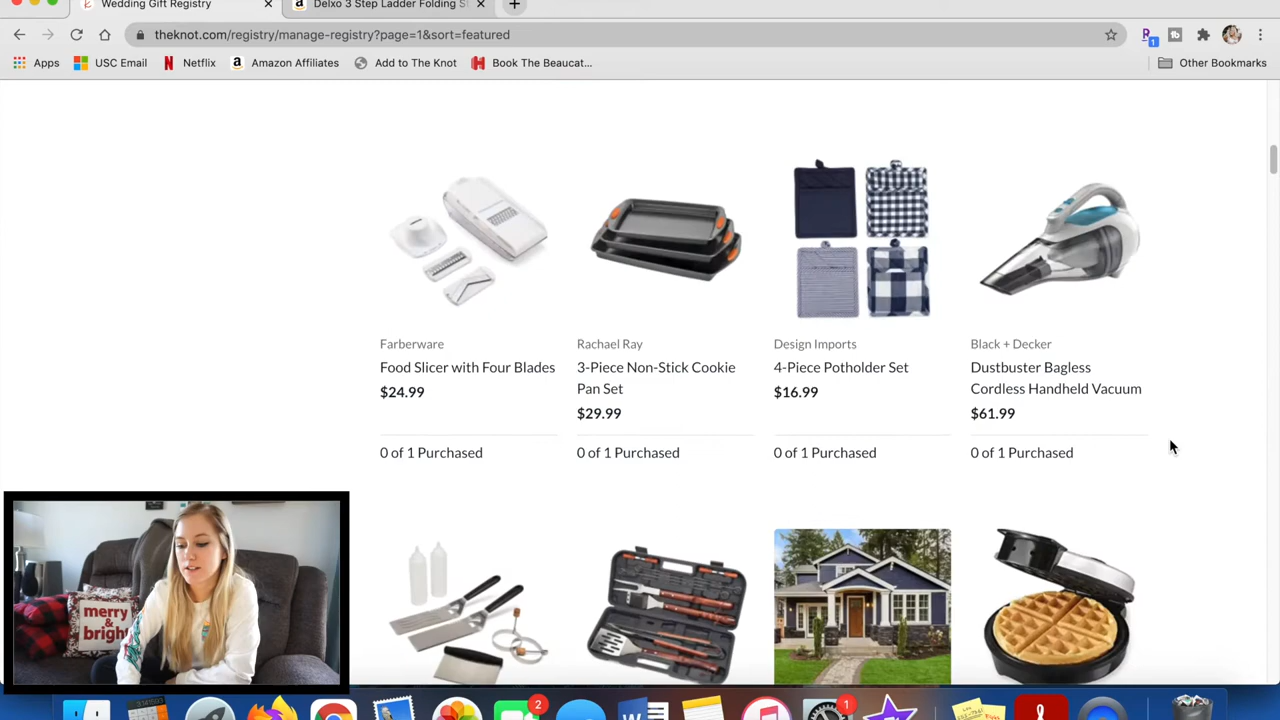 Wedding Gift Registry
Delxo 3 Step Ladder Folding St
theknot.com/registry/manage-registry?page=1&sort=featured
Apps
USC Email
Netflix
Amazon Affiliates
Add to The Knot
Book The Beaucat...
Other Bookmarks
Farberware
Food Slicer with Four Blades
$24.99
0 of 1 Purchased
Rachael Ray
3-Piece Non-Stick Cookie
Pan Set
$29.99
0 of 1 Purchased
Design Imports
4-Piece Potholder Set
$16.99
0 of 1 Purchased
Black + Decker
Dustbuster Bagless
Cordless Handheld Vacuum
$61.99
0 of 1 Purchased
merry
&
bright
2
1